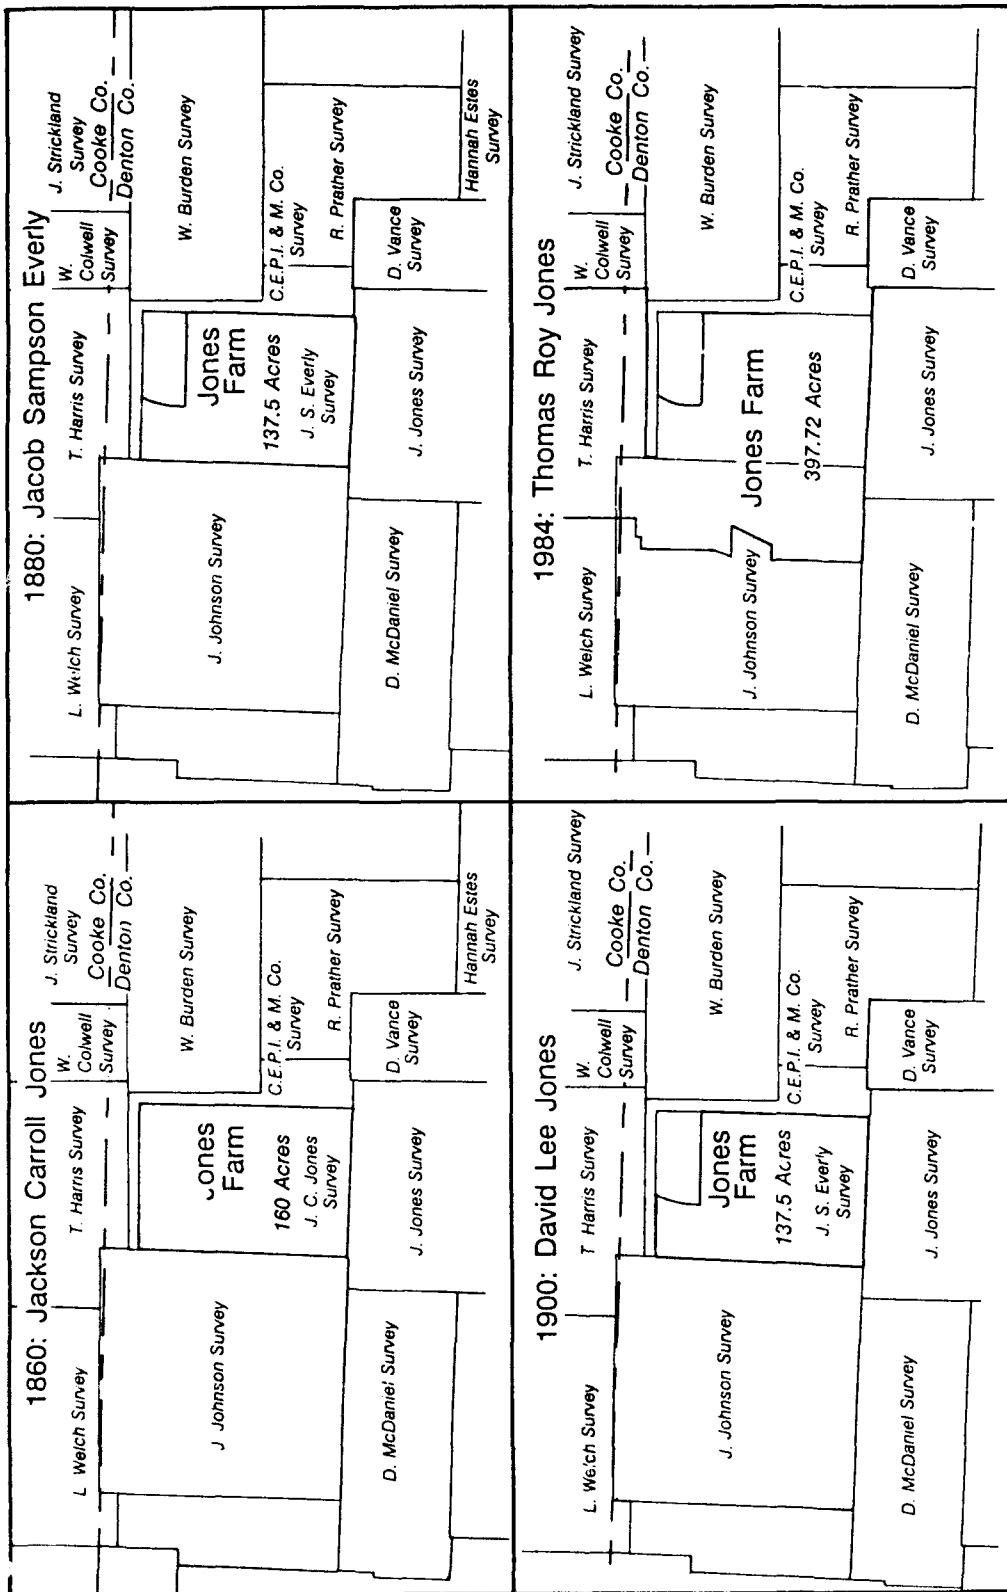 1860: Jackson Carroll Jones
L Welch Survey
T. Harris Survey
W.
Colwell
Survey
J. Strickland
Survey
Cooke Co.
Denton Co.
J Johnson Survey
Jones
Farm
160 Acres
J. C. Jones
Survey
W. Burden Survey
C.E.P.I. & M. Co.
Survey
R. Prather Survey
D. McDaniel Survey
J. Jones Survey
D. Vance
Survey
Hannah Estes
Survey
1880: Jacob Sampson Everly
L. Welch Survey
T. Harris Survey
W.
Colwell
Survey
J. Strickland
Survey
Cooke Co.
Denton Co.
J. Johnson Survey
Jones
Farm
137.5 Acres
J. S. Everly
Survey
W. Burden Survey
C.E.P.I. & M. Co.
Survey
R. Prather Survey
D. McDaniel Survey
J. Jones Survey
D. Vance
Survey
Hannah Estes
Survey
1900: David Lee Jones
L. Welch Survey
T Harris Survey
W.
Colwell
Survey
J. Strickland Survey
Cooke Co.
Denton Co.
J. Johnson Survey
Jones
Farm
137.5 Acres
J. S. Everly
Survey
W. Burden Survey
C.E.P.I. & M. Co.
Survey
R. Prather Survey
D. McDaniel Survey
J. Jones Survey
D. Vance
Survey
1984: Thomas Roy Jones
L. Welch Survey
T. Harris Survey
W.
Colwell
Survey
J. Strickland Survey
Cooke Co.
Denton Co.
J. Johnson Survey
Jones Farm
397.72 Acres
W. Burden Survey
C.E.P.I. & M. Co.
Survey
R. Prather Survey
D. McDaniel Survey
J. Jones Survey
D. Vance
Survey